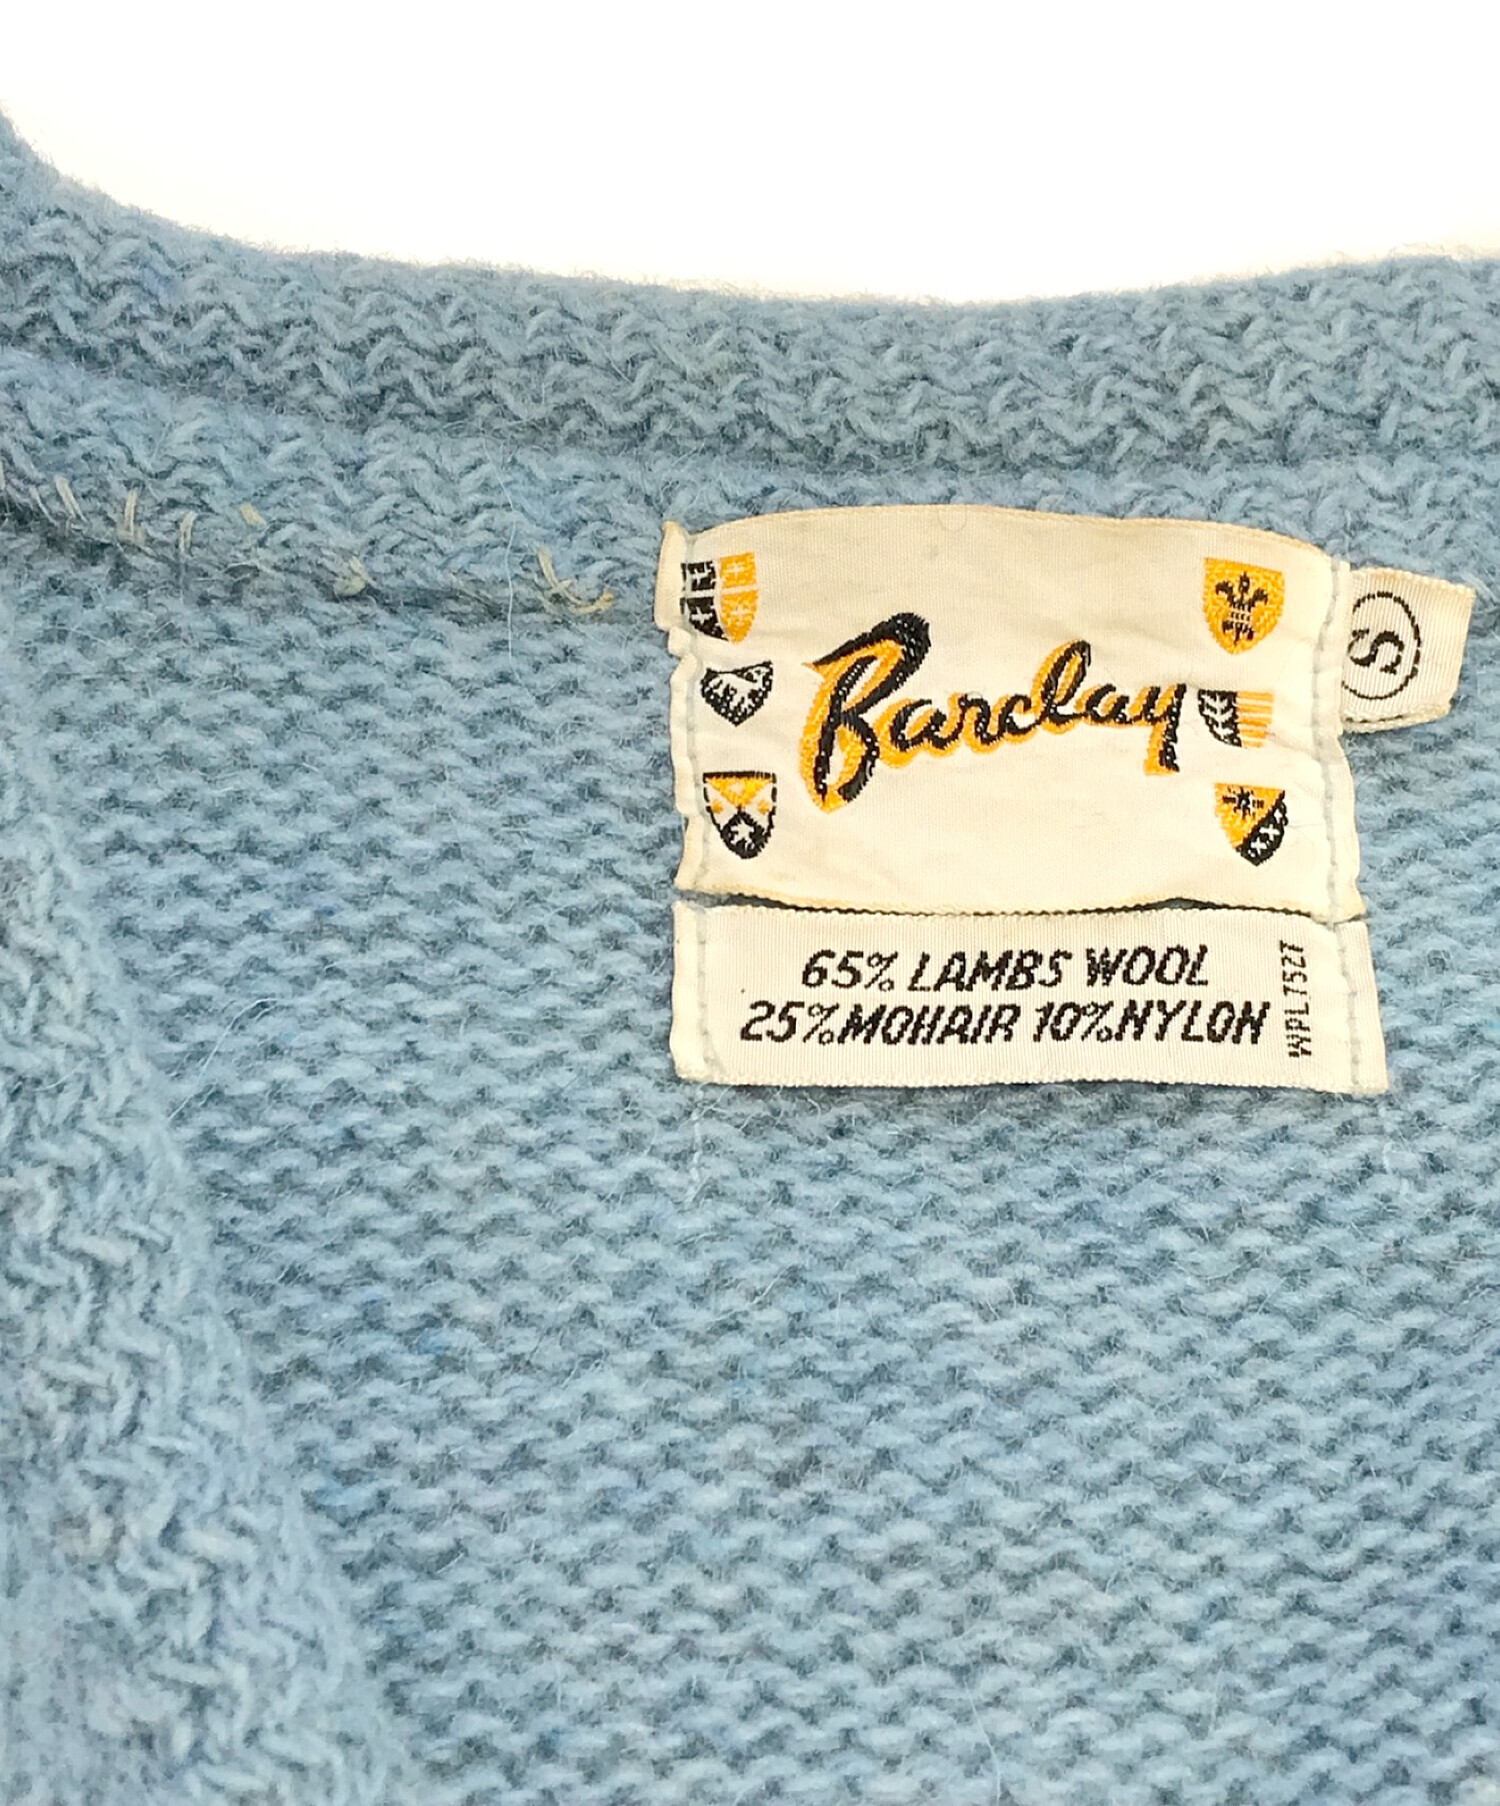 Barclay
S
65% LAMBS WOOL
25% MOHAIR 10% NYLON
WPL7527